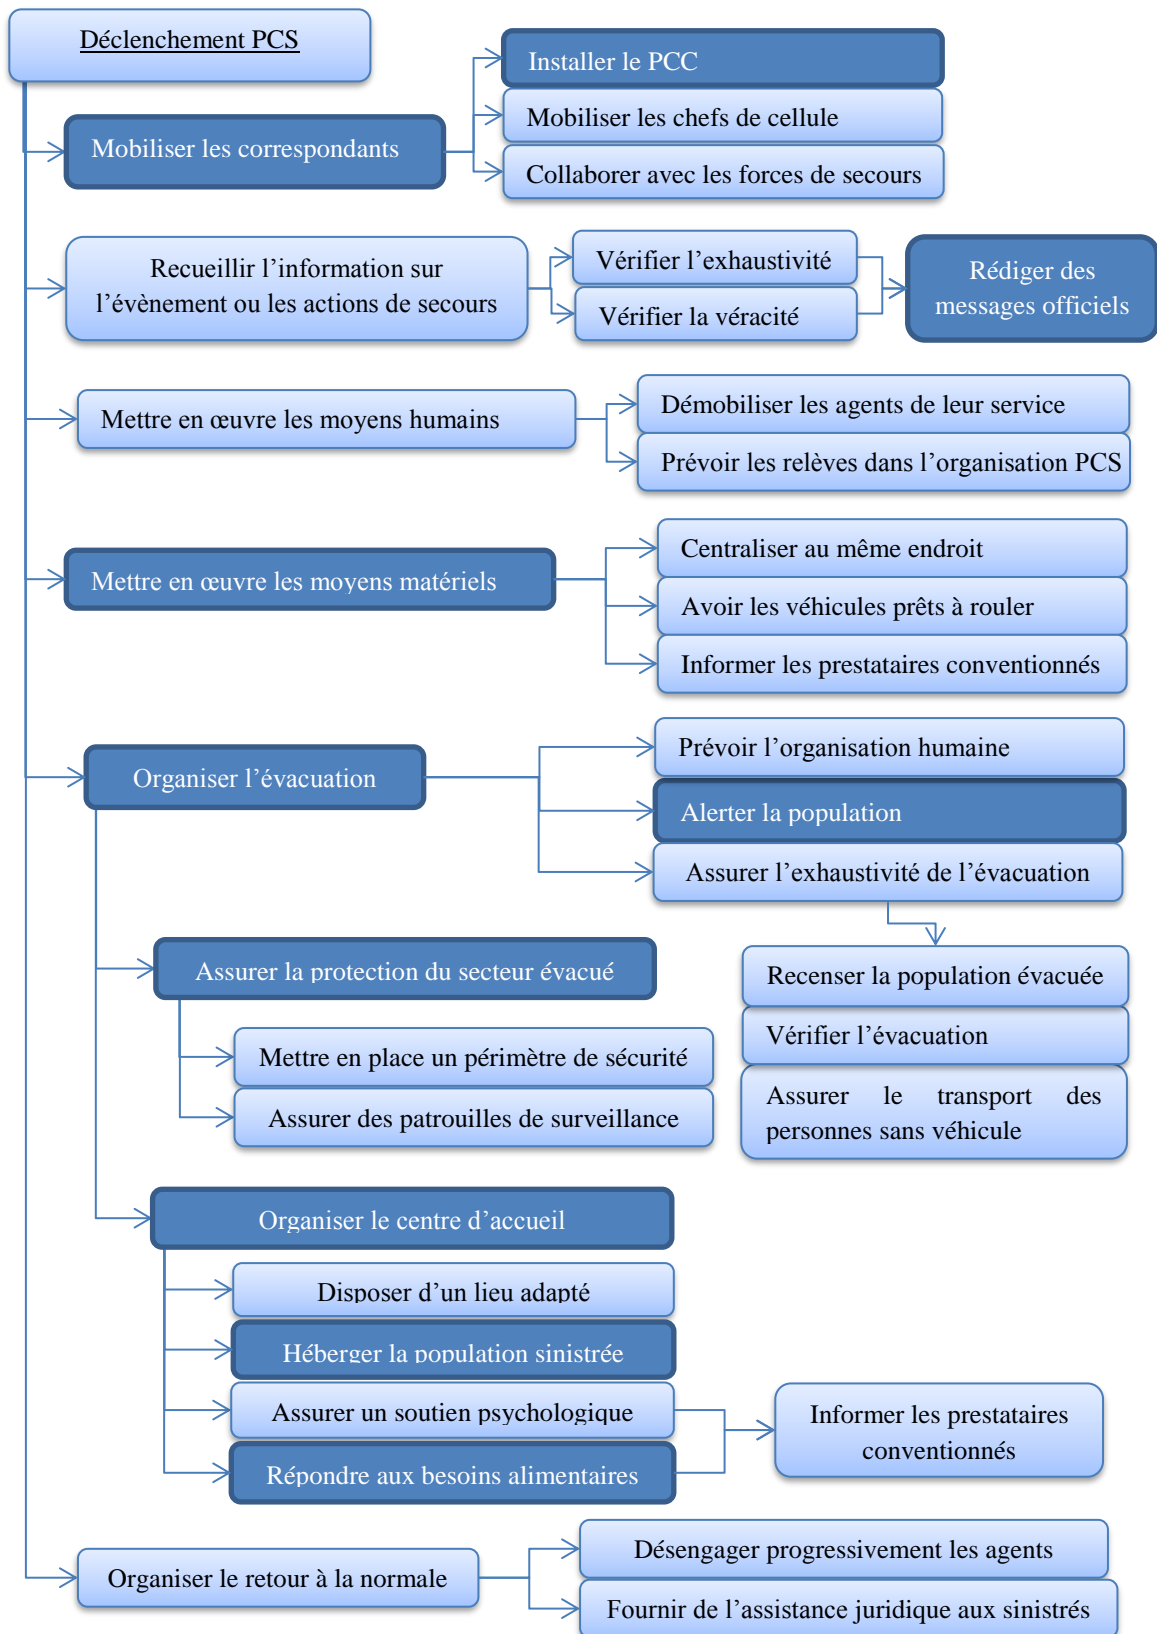 Déclenchement PCS
Installer le PCC
Mobiliser les chefs de cellule
Mobiliser les correspondants
Collaborer avec les forces de secours
Recueillir l’information sur
l’évènement ou les actions de secours
Vérifier l’exhaustivité
Vérifier la véracité
Rédiger des
messages officiels
Mettre en œuvre les moyens humains
Démobiliser les agents de leur service
Prévoir les relèves dans l’organisation PCS
Mettre en œuvre les moyens matériels
Centraliser au même endroit
Avoir les véhicules prêts à rouler
Informer les prestataires conventionnés
Organiser l’évacuation
Prévoir l’organisation humaine
Alerter la population
Assurer l’exhaustivité de l’évacuation
Recenser la population évacuée
Vérifier l’évacuation
Assurer le transport des
personnes sans véhicule
Assurer la protection du secteur évacué
Mettre en place un périmètre de sécurité
Assurer des patrouilles de surveillance
Organiser le centre d’accueil
Disposer d’un lieu adapté
Héberger la population sinistrée
Assurer un soutien psychologique
Répondre aux besoins alimentaires
Informer les prestataires
conventionnés
Organiser le retour à la normale
Désengager progressivement les agents
Fournir de l’assistance juridique aux sinistrés